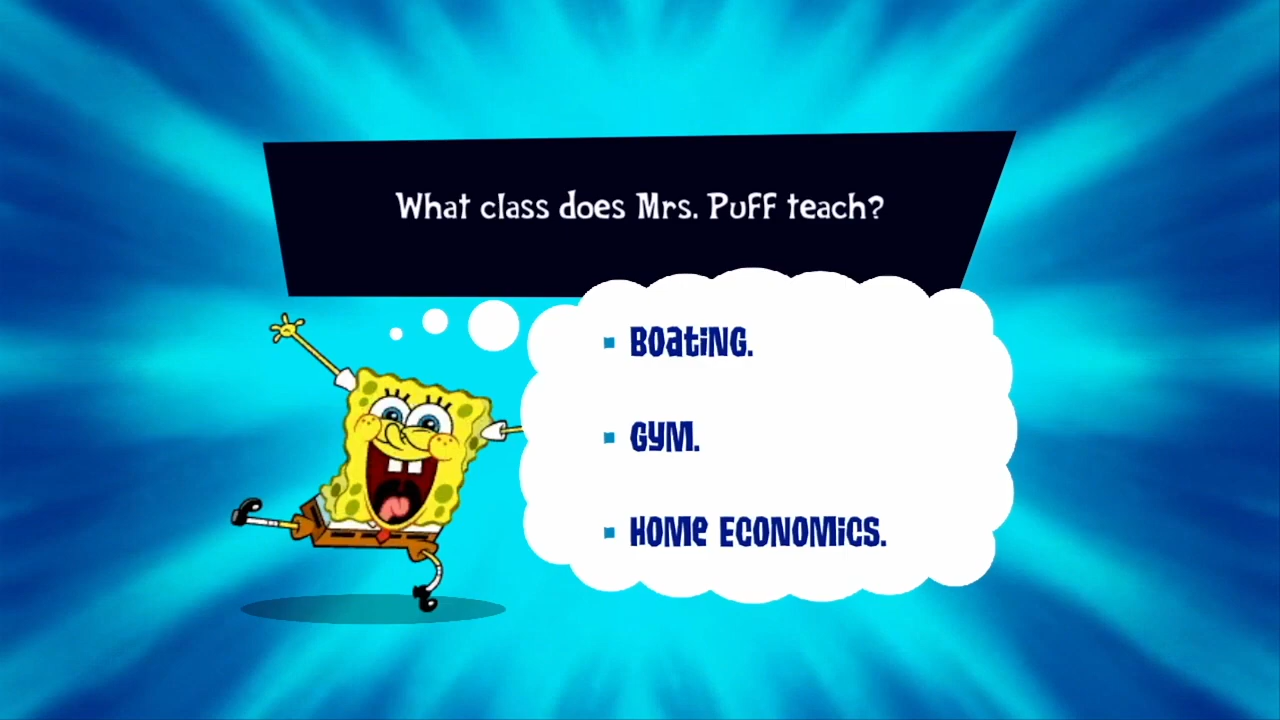 What class does Mrs. Puff teach?
Boating.
Gym.
Home Economics.